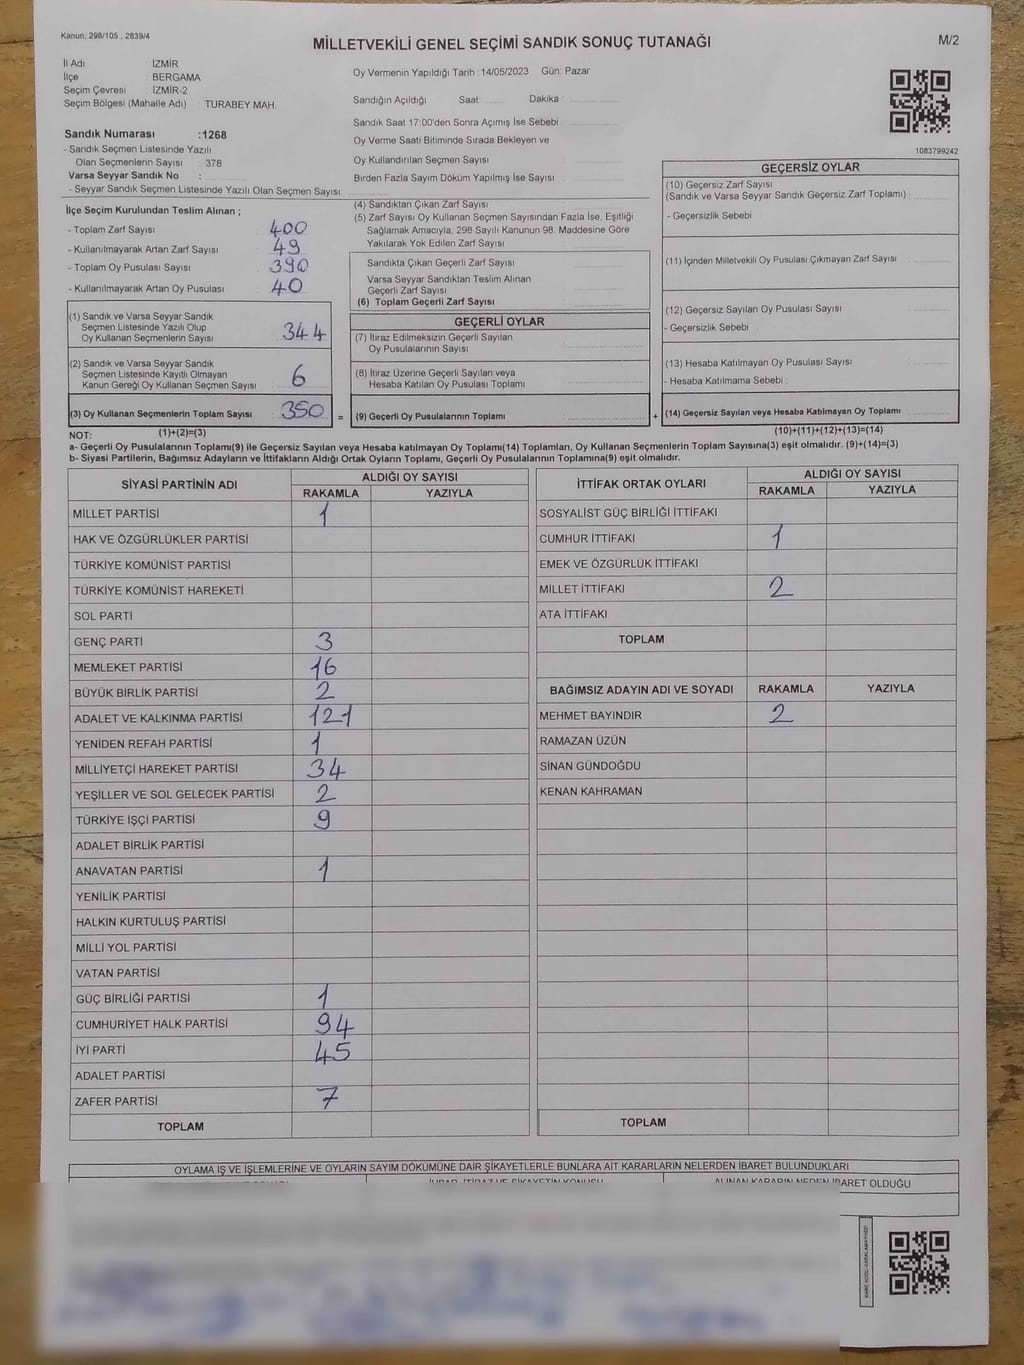 Kanun: 298/105 , 2839/4
MİLLETVEKİLİ GENEL SEÇİMİ SANDIK SONUÇ TUTANAĞI
M/2
İl Adı : İZMİR
İlçe : BERGAMA
Seçim Çevresi : İZMİR-2
Seçim Bölgesi (Mahalle Adı) : TURABEY MAH.
Sandık Numarası :1268
- Sandık Seçmen Listesinde Yazılı
Olan Seçmenlerin Sayısı : 378
Varsa Seyyar Sandık No :
- Seyyar Sandık Seçmen Listesinde Yazılı Olan Seçmen Sayısı
Oy Vermenin Yapıldığı Tarih :14/05/2023 Gün: Pazar
Sandığın Açıldığı Saat: Dakika :
Sandık Saat 17:00'den Sonra Açımış İse Sebebi :
Oy Verme Saati Bitiminde Sırada Bekleyen ve
Oy Kullandırılan Seçmen Sayısı :
Birden Fazla Sayım Döküm Yapılmış İse Sayısı :
1083799242
İlçe Seçim Kurulundan Teslim Alınan ;
- Toplam Zarf Sayısı : 400
- Kullanılmayarak Artan Zarf Sayısı : 49
- Toplam Oy Pusulası Sayısı : 390
- Kullanılmayarak Artan Oy Pusulası : 40
(1) Sandık ve Varsa Seyyar Sandık
Seçmen Listesinde Yazılı Olup
Oy Kullanan Seçmenlerin Sayısı : 344
(2) Sandık ve Varsa Seyyar Sandık
Seçmen Listesinde Kayıtlı Olmayan
Kanun Gereği Oy Kullanan Seçmen Sayısı : 6
(3) Oy Kullanan Seçmenlerin Toplam Sayısı : 350 =
(4) Sandıktan Çıkan Zarf Sayısı :
(5) Zarf Sayısı Oy Kullanan Seçmen Sayısından Fazla İse, Eşitliği
Sağlamak Amacıyla, 298 Sayılı Kanunun 98. Maddesine Göre
Yakılarak Yok Edilen Zarf Sayısı :
Sandıkta Çıkan Geçerli Zarf Sayısı :
Varsa Seyyar Sandıktan Teslim Alınan
Geçerli Zarf Sayısı :
(6) Toplam Geçerli Zarf Sayısı :
GEÇERLİ OYLAR
(7) İtiraz Edilmeksizin Geçerli Sayılan
Oy Pusulalarının Sayısı :
(8) İtiraz Üzerine Geçerli Sayılan veya
Hesaba Katılan Oy Pusulası Toplamı :
(9) Geçerli Oy Pusulalarının Toplamı : +
GEÇERSİZ OYLAR
(10) Geçersiz Zarf Sayısı
(Sandık ve Varsa Seyyar Sandık Geçersiz Zarf Toplamı) :
- Geçersizlik Sebebi :
(11) İçinden Milletvekili Oy Pusulası Çıkmayan Zarf Sayısı :
(12) Geçersiz Sayılan Oy Pusulası Sayısı :
- Geçersizlik Sebebi :
(13) Hesaba Katılmayan Oy Pusulası Sayısı :
- Hesaba Katılmama Sebebi :
(14) Geçersiz Sayılan veya Hesaba Katılmayan Oy Toplamı :
NOT: (1)+(2)=(3) (10)+(11)+(12)+(13)=(14)
a- Geçerli Oy Pusulalarının Toplamı(9) ile Geçersiz Sayılan veya Hesaba katılmayan Oy Toplamı(14) Toplamları, Oy Kullanan Seçmenlerin Toplam Sayısına(3) eşit olmalıdır. (9)+(14)=(3)
b- Siyasi Partilerin, Bağımsız Adayların ve İttifakların Aldığı Ortak Oyların Toplamı, Geçerli Oy Pusulalarının Toplamına(9) eşit olmalıdır.
SİYASİ PARTİNİN ADI ALDIĞI OY SAYISI
RAKAMLA YAZIYLA
MİLLET PARTİSİ 1
HAK VE ÖZGÜRLÜKLER PARTİSİ
TÜRKİYE KOMÜNİST PARTİSİ
TÜRKİYE KOMÜNİST HAREKETİ
SOL PARTİ
GENÇ PARTİ 3
MEMLEKET PARTİSİ 16
BÜYÜK BİRLİK PARTİSİ 2
ADALET VE KALKINMA PARTİSİ 121
YENİDEN REFAH PARTİSİ 1
MİLLİYETÇİ HAREKET PARTİSİ 34
YEŞİLLER VE SOL GELECEK PARTİSİ 2
TÜRKİYE İŞÇİ PARTİSİ 9
ADALET BİRLİK PARTİSİ
ANAVATAN PARTİSİ 1
YENİLİK PARTİSİ
HALKIN KURTULUŞ PARTİSİ
MİLLİ YOL PARTİSİ
VATAN PARTİSİ
GÜÇ BİRLİĞİ PARTİSİ 1
CUMHURİYET HALK PARTİSİ 94
İYİ PARTİ 45
ADALET PARTİSİ
ZAFER PARTİSİ 7
TOPLAM
İTTİFAK ORTAK OYLARI ALDIĞI OY SAYISI
RAKAMLA YAZIYLA
SOSYALİST GÜÇ BİRLİĞİ İTTİFAKI
CUMHUR İTTİFAKI 1
EMEK VE ÖZGÜRLÜK İTTİFAKI
MİLLET İTTİFAKI 2
ATA İTTİFAKI
TOPLAM
BAĞIMSIZ ADAYIN ADI VE SOYADI RAKAMLA YAZIYLA
MEHMET BAYINDIR 2
RAMAZAN ÜZÜN
SİNAN GÜNDOĞDU
KENAN KAHRAMAN
TOPLAM
OYLAMA İŞ VE İŞLEMLERİNE VE OYLARIN SAYIM DÖKÜMÜNE DAİR ŞİKAYETLERLE BUNLARA AİT KARARLARIN NELERDEN İBARET BULUNDUKLARI
ALINAN KARARIN NEDEN İBARET OLDUĞU